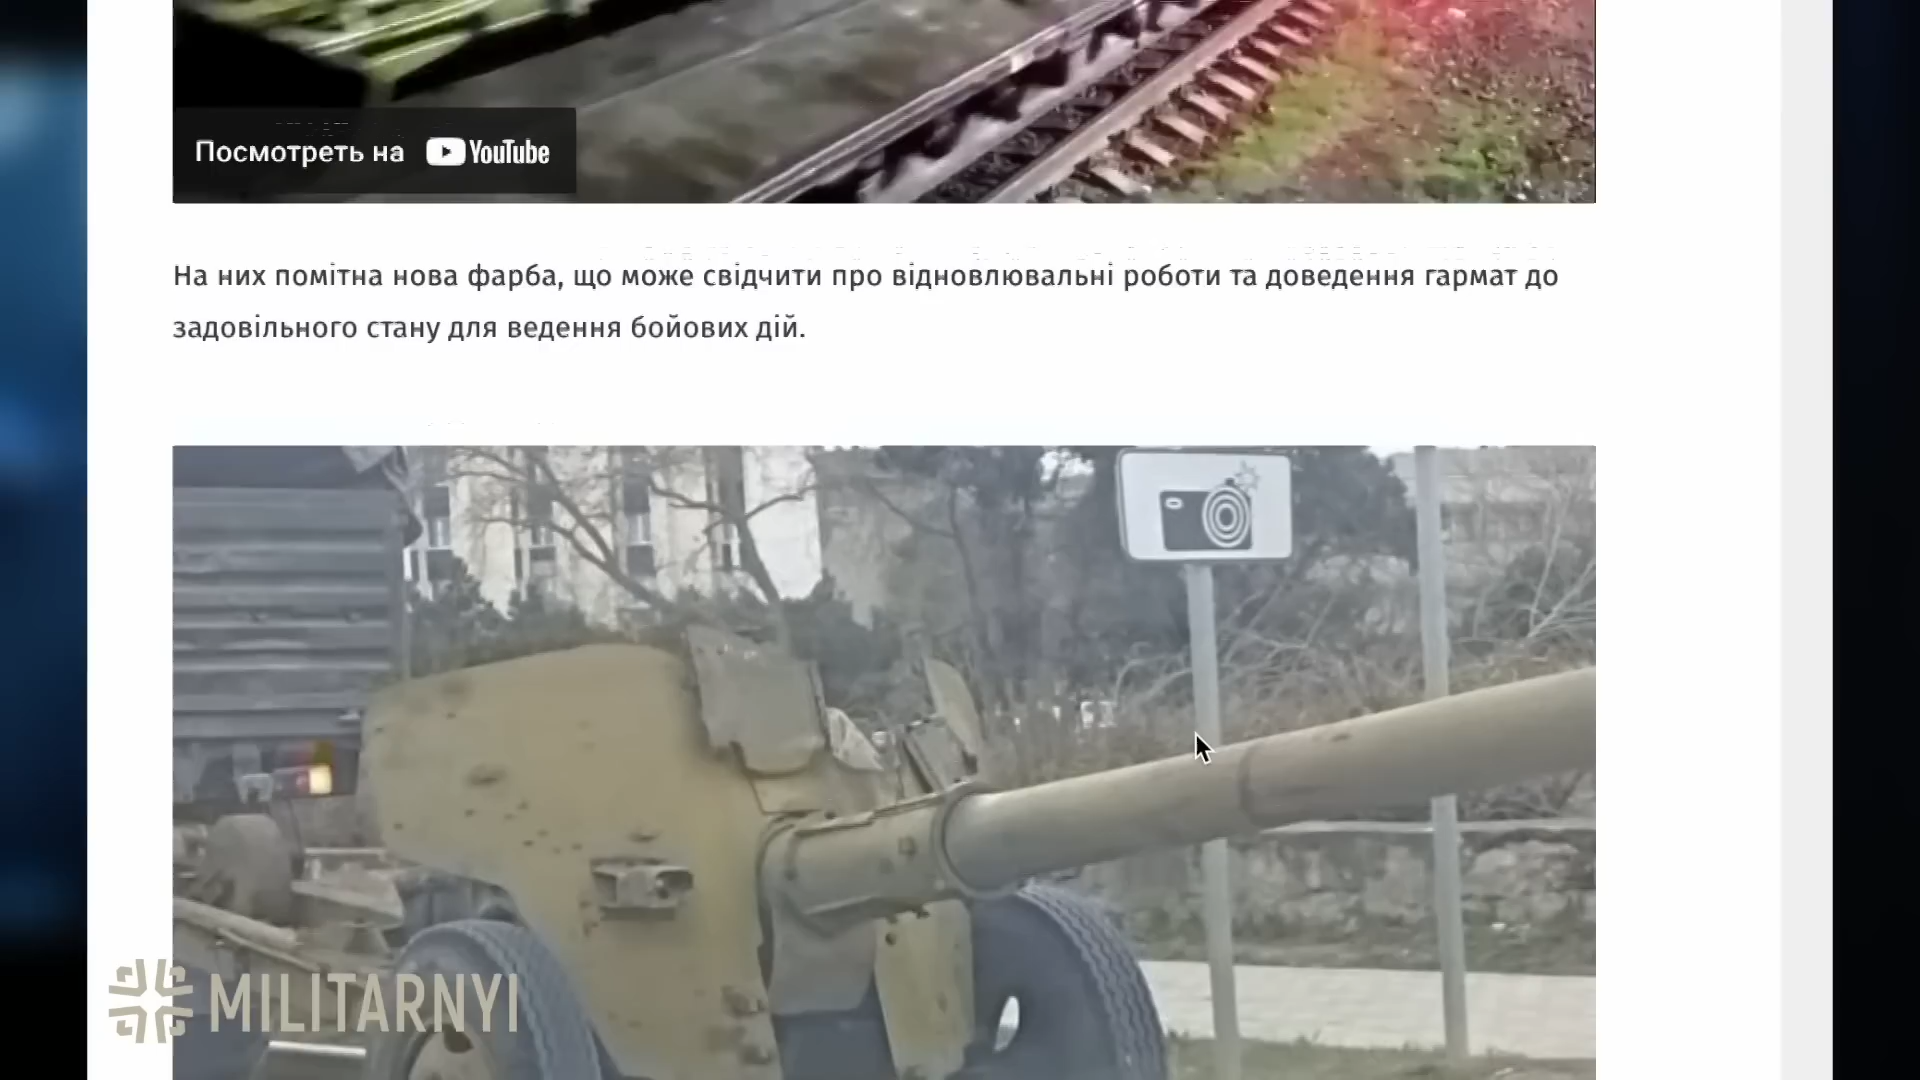 Посмотреть на YouTube
На них помітна нова фарба, що може свідчити про відновлювальні роботи та доведення гармат до
задовільного стану для ведення бойових дій.
MILITARNYI